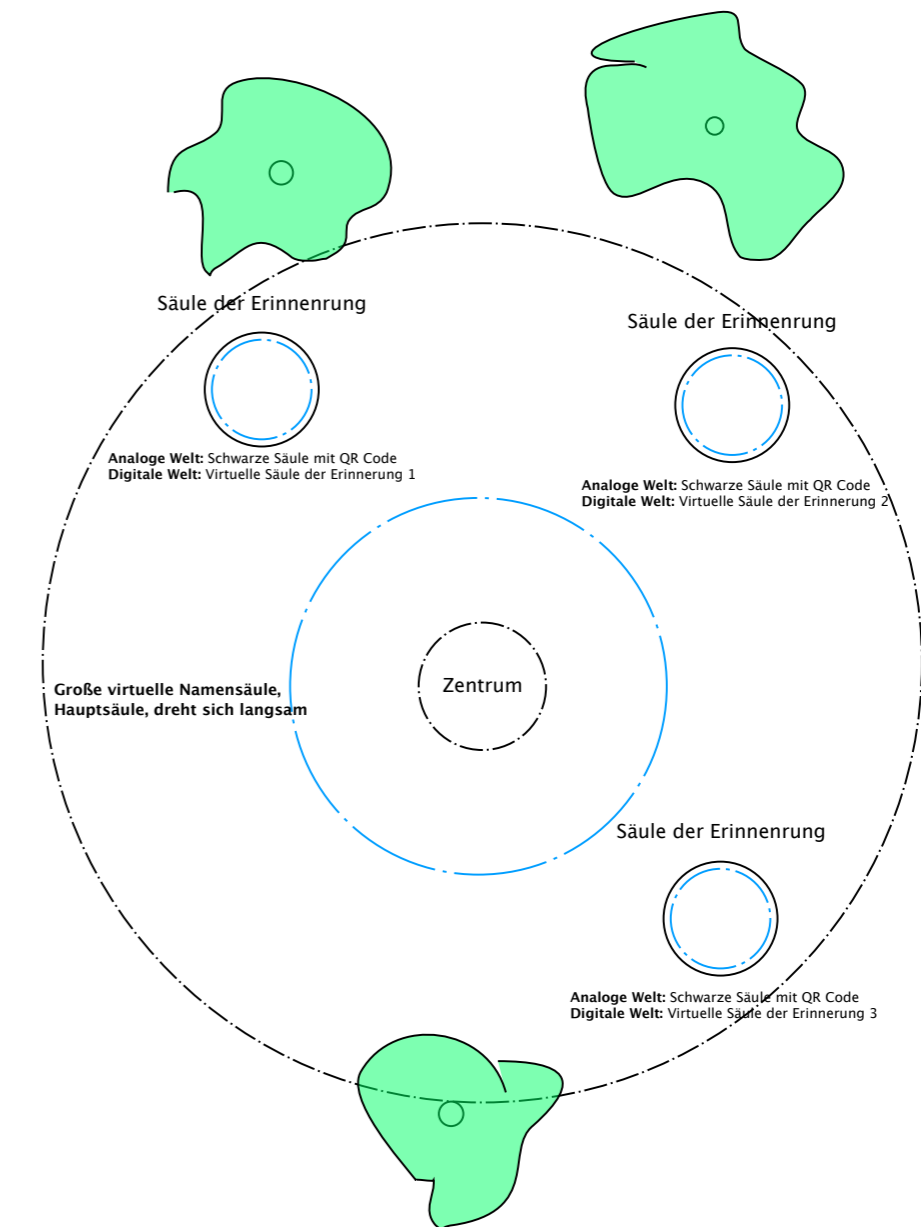 Säule der Erinnenrung
Säule der Erinnenrung
Analoge Welt: Schwarze Säule mit QR Code
Digitale Welt: Virtuelle Säule der Erinnerung 1
Analoge Welt: Schwarze Säule mit QR Code
Digitale Welt: Virtuelle Säule der Erinnerung 2
Zentrum
Große virtuelle Namensäule,
Hauptsäule, dreht sich langsam
Säule der Erinnenrung
Analoge Welt: Schwarze Säule mit QR Code
Digitale Welt: Virtuelle Säule der Erinnerung 3